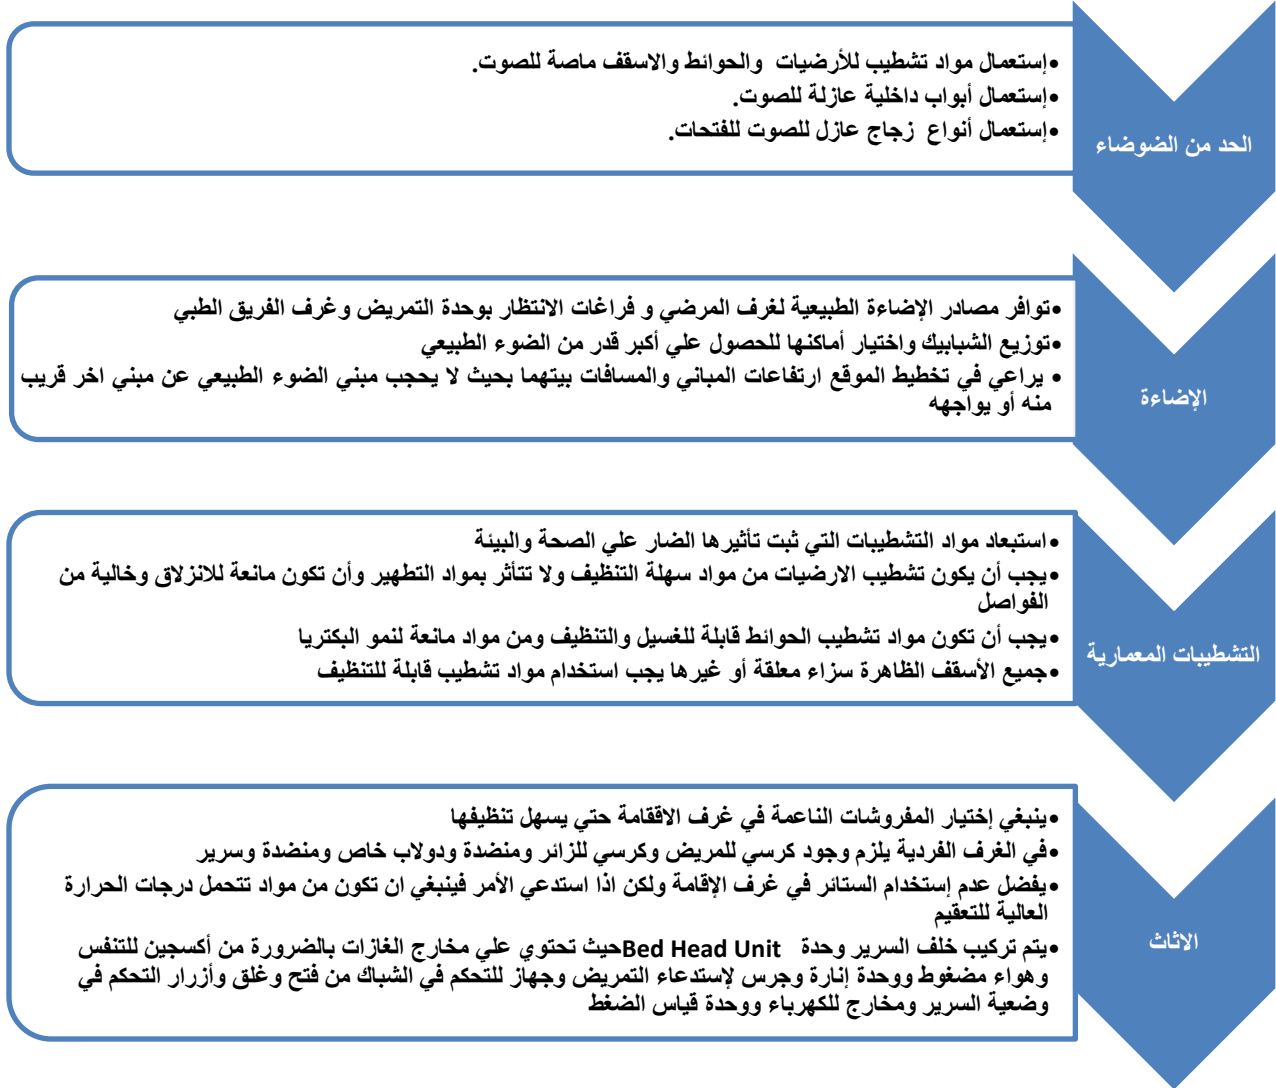 الحد من الضوضاء
•إستعمال مواد تشطيب للأرضيات والحوائط والاسقف ماصة للصوت.
•إستعمال أبواب داخلية عازلة للصوت.
•إستعمال أنواع زجاج عازل للصوت للفتحات.
الإضاءة
•توافر مصادر الإضاءة الطبيعية لغرف المرضي و فراغات الانتظار بوحدة التمريض وغرف الفريق الطبي
•توزيع الشبابيك واختيار أماكنها للحصول علي أكبر قدر من الضوء الطبيعي
• يراعي في تخطيط الموقع ارتفاعات المباني والمسافات بيتهما بحيث لا يحجب مبني الضوء الطبيعي عن مبني اخر قريب
منه أو يواجهه
التشطيبات المعمارية
•استبعاد مواد التشطيبات التي ثبت تأثيرها الضار علي الصحة والبيئة
•يجب أن يكون تشطيب الارضيات من مواد سهلة التنظيف ولا تتأثر بمواد التطهير وأن تكون مانعة للانزلاق وخالية من
الفواصل
•يجب أن تكون مواد تشطيب الحوائط قابلة للغسيل والتنظيف ومن مواد مانعة لنمو البكتريا
•جميع الأسقف الظاهرة سزاء معلقة أو غيرها يجب استخدام مواد تشطيب قابلة للتنظيف
الاثاث
•ينبغي إختيار المفروشات الناعمة في غرف الاققامة حتي يسهل تنظيفها
•في الغرف الفردية يلزم وجود كرسي للمريض وكرسي للزائر ومنضدة ودولاب خاص ومنضدة وسرير
•يفضل عدم إستخدام الستائر في غرف الإقامة ولكن اذا استدعي الأمر فينبغي ان تكون من مواد تتحمل درجات الحرارة
العالية للتعقيم
•يتم تركيب خلف السرير وحدة Bed Head Unit حيث تحتوي علي مخارج الغازات بالضرورة من أكسجين للتنفس
وهواء مضغوط ووحدة إنارة وجرس لإستدعاء التمريض وجهاز للتحكم في الشباك من فتح وغلق وأزرار التحكم في
وضعية السرير ومخارج للكهرباء ووحدة قياس الضغط